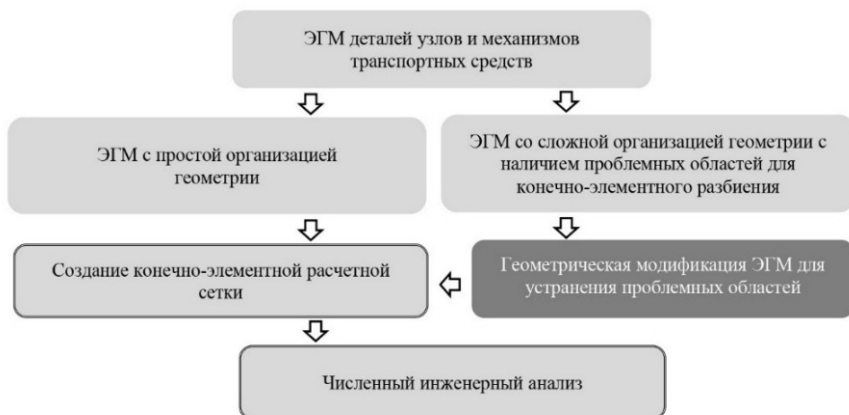 ЭГМ деталей узлов и механизмов
транспортных средств
ЭГМ с простой организацией
геометрии
ЭГМ со сложной организацией геометрии с
наличием проблемных областей для
конечно-элементного разбиения
Создание конечно-элементной расчетной
сетки
Геометрическая модификация ЭГМ для
устранения проблемных областей
Численный инженерный анализ